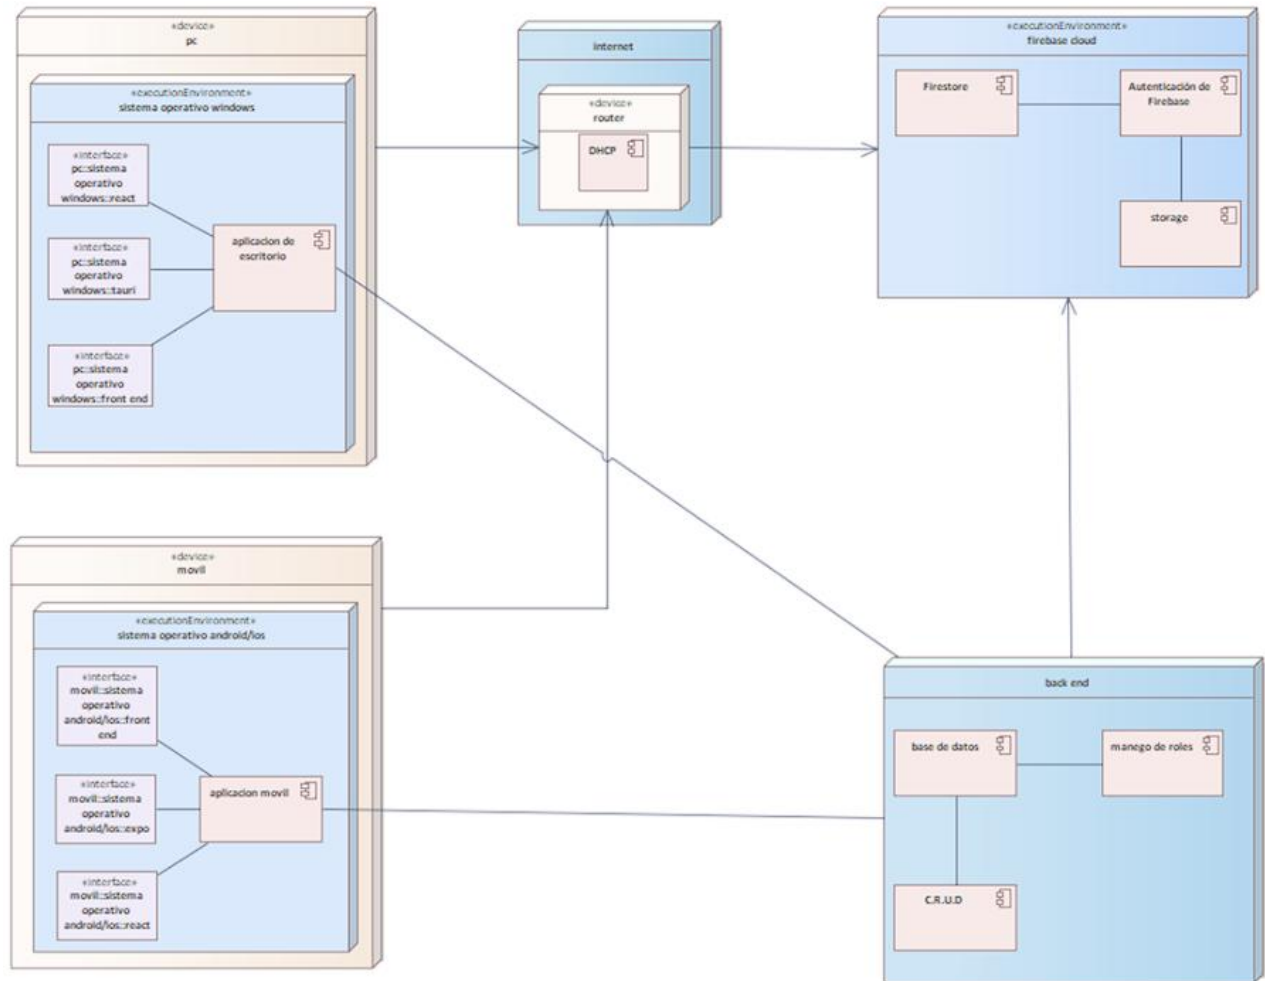 «device»
pc
«executionEnvironment»
sistema operativo windows
«interface»
pc::sistema
operativo
windows::react
«interface»
pc::sistema
operativo
windows::tauri
«interface»
pc::sistema
operativo
windows::front end
aplicacion de
escritorio
internet
«device»
router
DHCP
«executionEnvironment»
firebase cloud
Firestore
Autenticación de
Firebase
storage
«device»
movil
«executionEnvironment»
sistema operativo android/ios
«interface»
movil::sistema
operativo
android/ios::front
end
«interface»
movil::sistema
operativo
android/ios::expo
«interface»
movil::sistema
operativo
android/ios::react
aplicacion movil
back end
base de datos
manego de roles
C.R.U.D